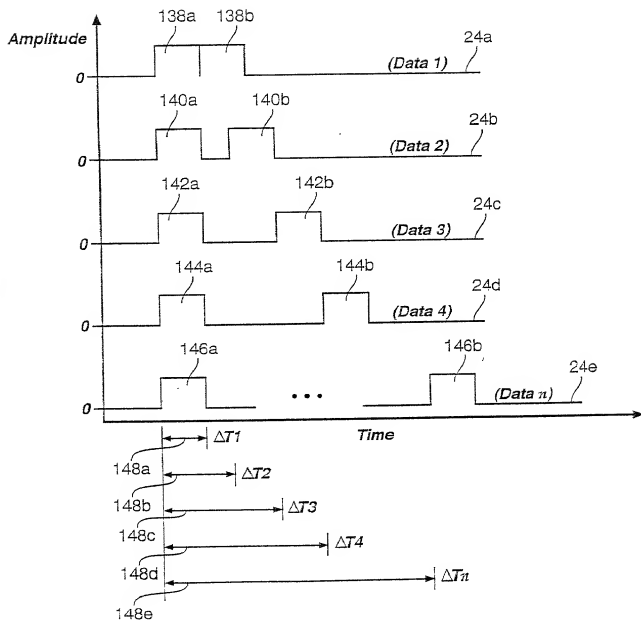 138a 138b
Amplitude
24a
(Data 1)
0
140a 140b
24b
(Data 2)
0
142a 142b
24c
(Data 3)
0
144a 144b
24d
(Data 4)
0
146a 146b
24e
• • •
(Data n)
0
Time
ΔT1
148a
ΔT2
148b
ΔT3
148c
ΔT4
148d
ΔTn
148e